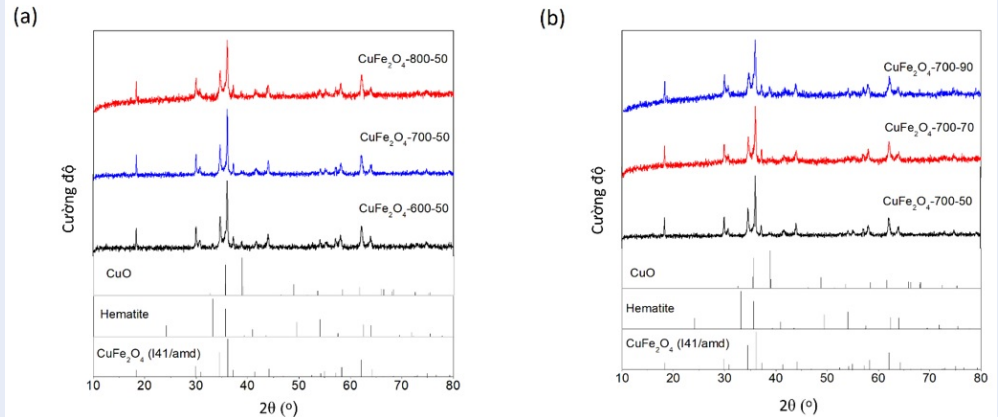 (a)
CuFe₂O₄-800-50
CuFe₂O₄-700-50
CuFe₂O₄-600-50
CuO
Hematite
CuFe₂O₄ (I41/amd)
Cường độ
10 20 30 40 50 60 70 80
2θ (°)
(b)
CuFe₂O₄-700-90
CuFe₂O₄-700-70
CuFe₂O₄-700-50
CuO
Hematite
CuFe₂O₄ (I41/amd)
Cường độ
10 20 30 40 50 60 70 80
2θ (°)